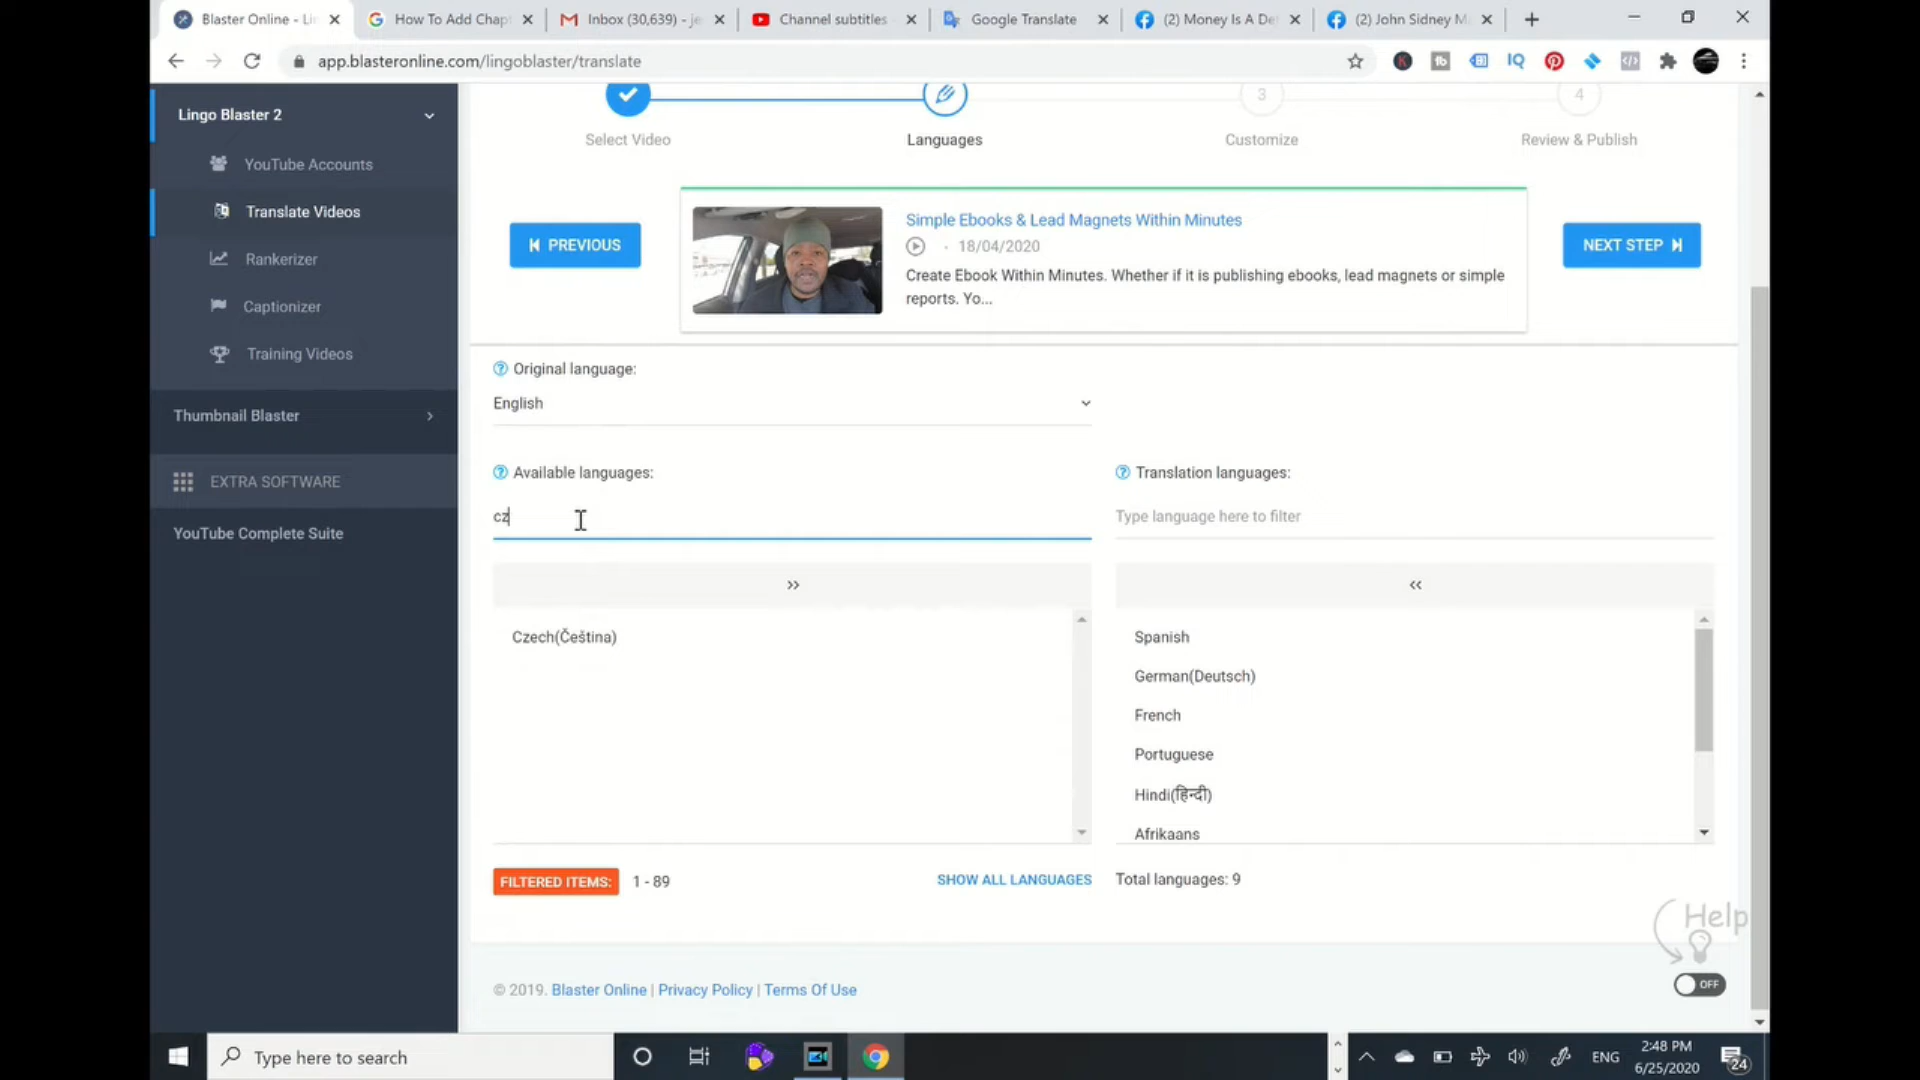 Blaster Online - Li
How To Add Chap
Inbox (30,639) - je
Channel subtitles
Google Translate
(2) Money Is A De
(2) John Sidney M
app.blasteronline.com/lingoblaster/translate
Lingo Blaster 2
YouTube Accounts
Translate Videos
Rankerizer
Captionizer
Training Videos
Thumbnail Blaster
EXTRA SOFTWARE
YouTube Complete Suite
3
4
Select Video
Languages
Customize
Review & Publish
PREVIOUS
Simple Ebooks & Lead Magnets Within Minutes
· 18/04/2020
Create Ebook Within Minutes. Whether if it is publishing ebooks, lead magnets or simple
reports. Yo...
NEXT STEP
Original language:
English
Available languages:
cz
Translation languages:
Type language here to filter
Czech(Čeština)
Spanish
German(Deutsch)
French
Portuguese
Hindi(हिन्दी)
Afrikaans
FILTERED ITEMS: 1 - 89
SHOW ALL LANGUAGES
Total languages: 9
Help
OFF
© 2019. Blaster Online | Privacy Policy | Terms Of Use
Type here to search
ENG
2:48 PM
6/25/2020
24